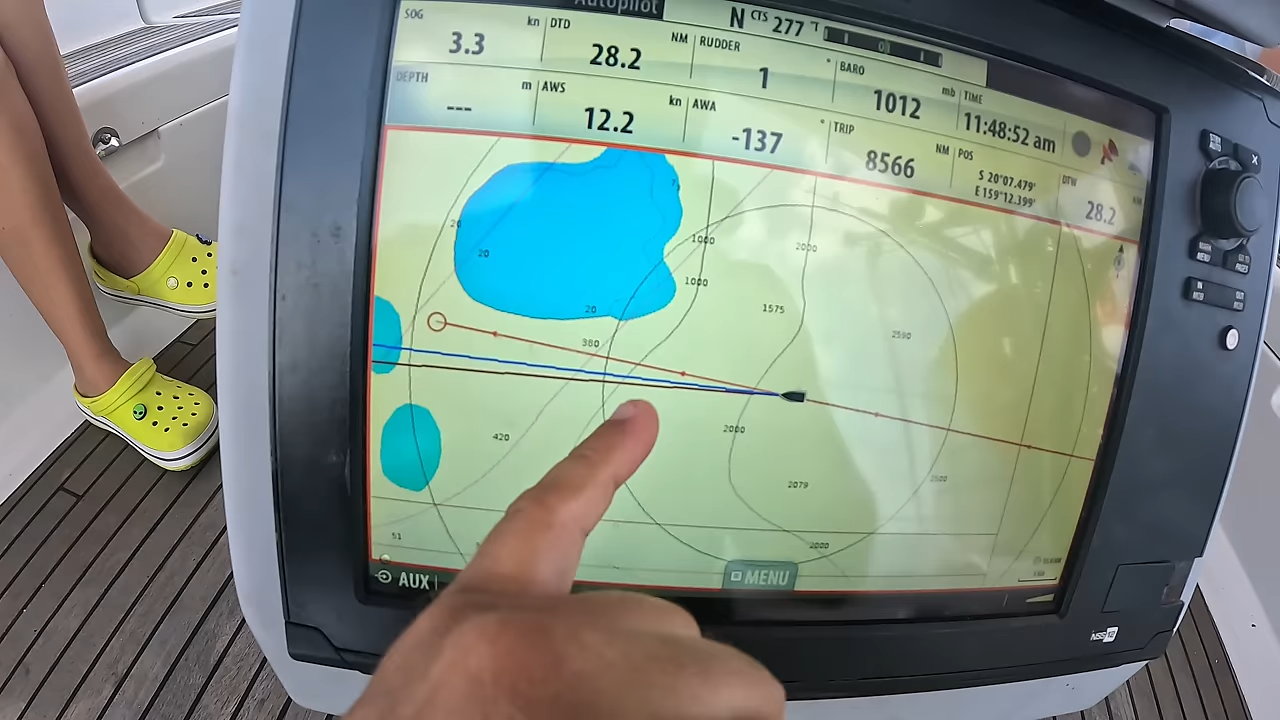 Autopilot
N CTS 277 °T
SOG kn 3.3
DTD NM 28.2
RUDDER ° 1
BARO mb 1012
TIME 11:48:52 am
DEPTH m ---
AWS kn 12.2
AWA ° -137
TRIP NM 8566
POS S 20°07.479' E 159°12.399'
DTW 28.2
20
20
20
1000
2000
1000
1575
2590
380
420
2000
2079
2500
51
2000
AUX
MENU
NSS12